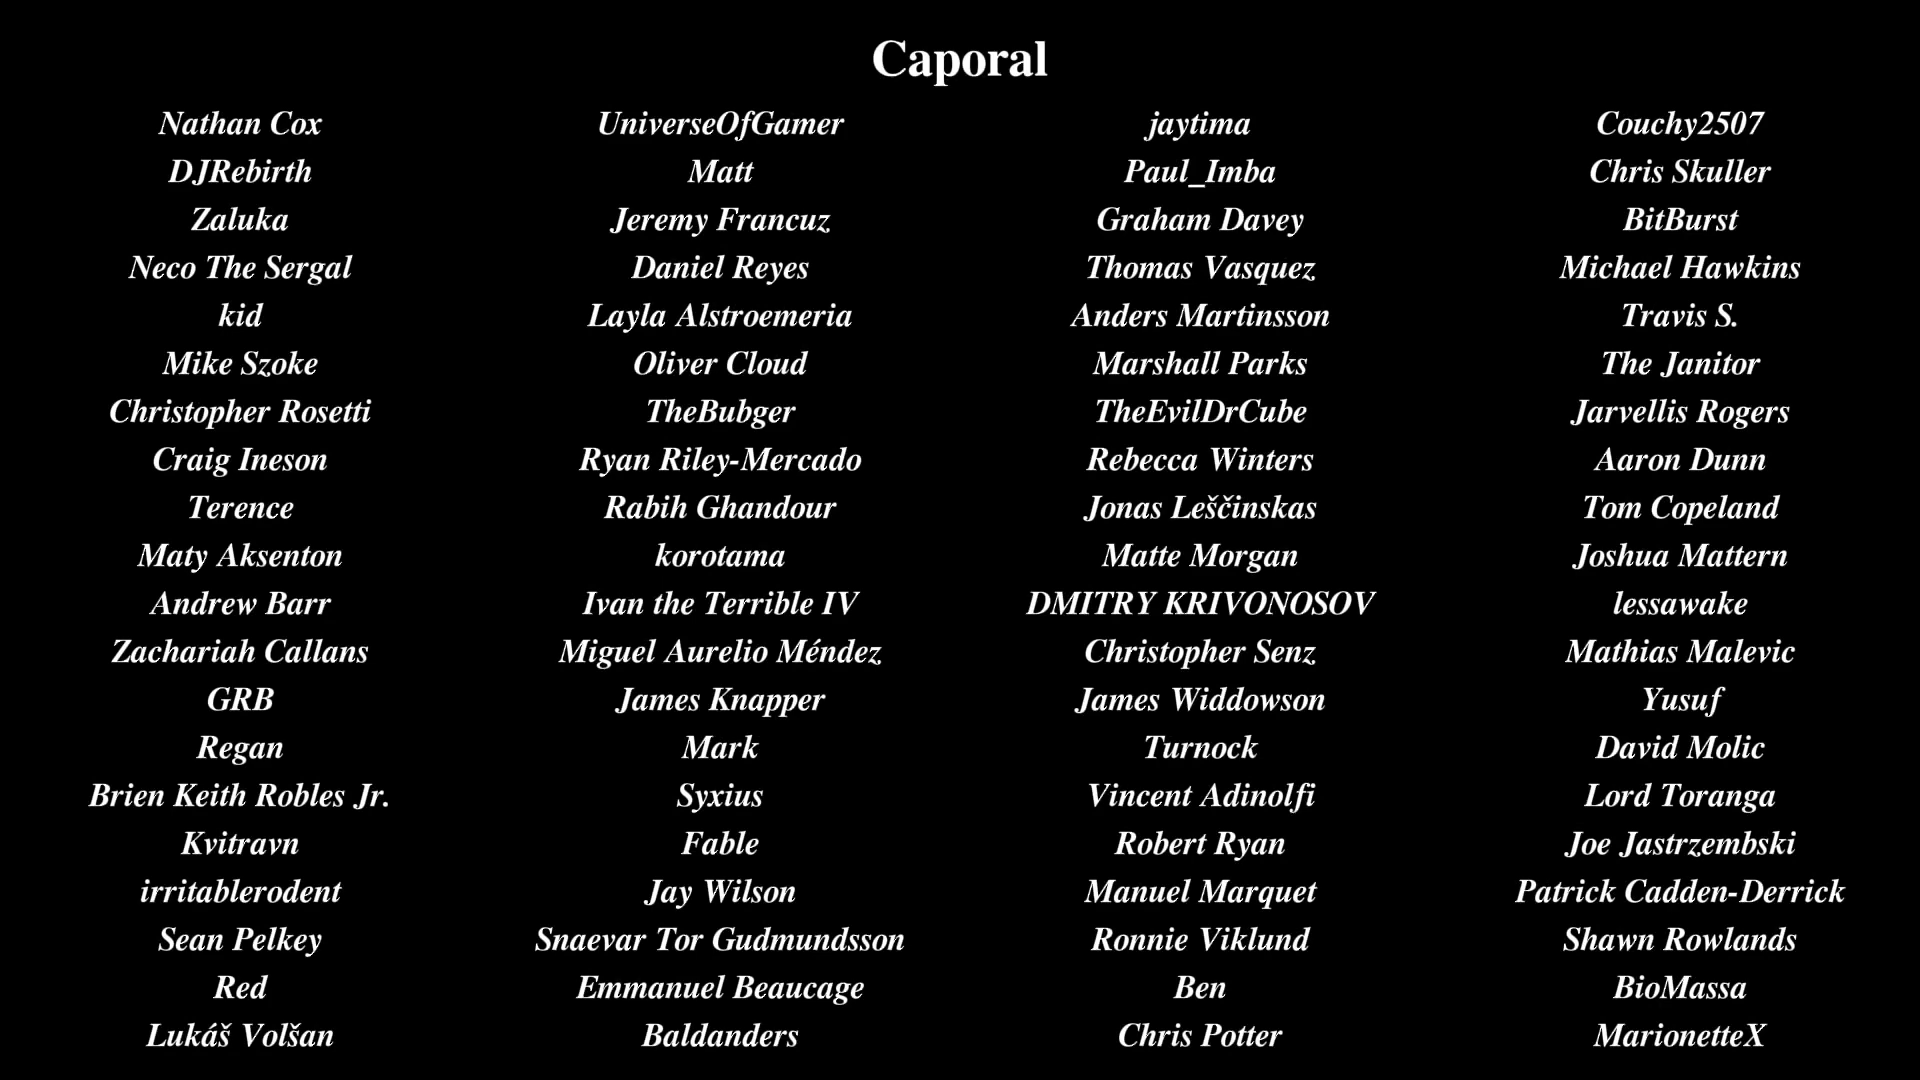 Caporal
Nathan Cox
UniverseOfGamer
jaytima
Couchy2507
DJRebirth
Matt
Paul_Imba
Chris Skuller
Zaluka
Jeremy Francuz
Graham Davey
BitBurst
Neco The Sergal
Daniel Reyes
Thomas Vasquez
Michael Hawkins
kid
Layla Alstroemeria
Anders Martinsson
Travis S.
Mike Szoke
Oliver Cloud
Marshall Parks
The Janitor
Christopher Rosetti
TheBubger
TheEvilDrCube
Jarvellis Rogers
Craig Ineson
Ryan Riley-Mercado
Rebecca Winters
Aaron Dunn
Terence
Rabih Ghandour
Jonas Leščinskas
Tom Copeland
Maty Aksenton
korotama
Matte Morgan
Joshua Mattern
Andrew Barr
Ivan the Terrible IV
DMITRY KRIVONOSOV
lessawake
Zachariah Callans
Miguel Aurelio Méndez
Christopher Senz
Mathias Malevic
GRB
James Knapper
James Widdowson
Yusuf
Regan
Mark
Turnock
David Molic
Brien Keith Robles Jr.
Syxius
Vincent Adinolfi
Lord Toranga
Kvitravn
Fable
Robert Ryan
Joe Jastrzembski
irritablerodent
Jay Wilson
Manuel Marquet
Patrick Cadden-Derrick
Sean Pelkey
Snaevar Tor Gudmundsson
Ronnie Viklund
Shawn Rowlands
Red
Emmanuel Beaucage
Ben
BioMassa
Lukáš Volšan
Baldanders
Chris Potter
MarionetteX